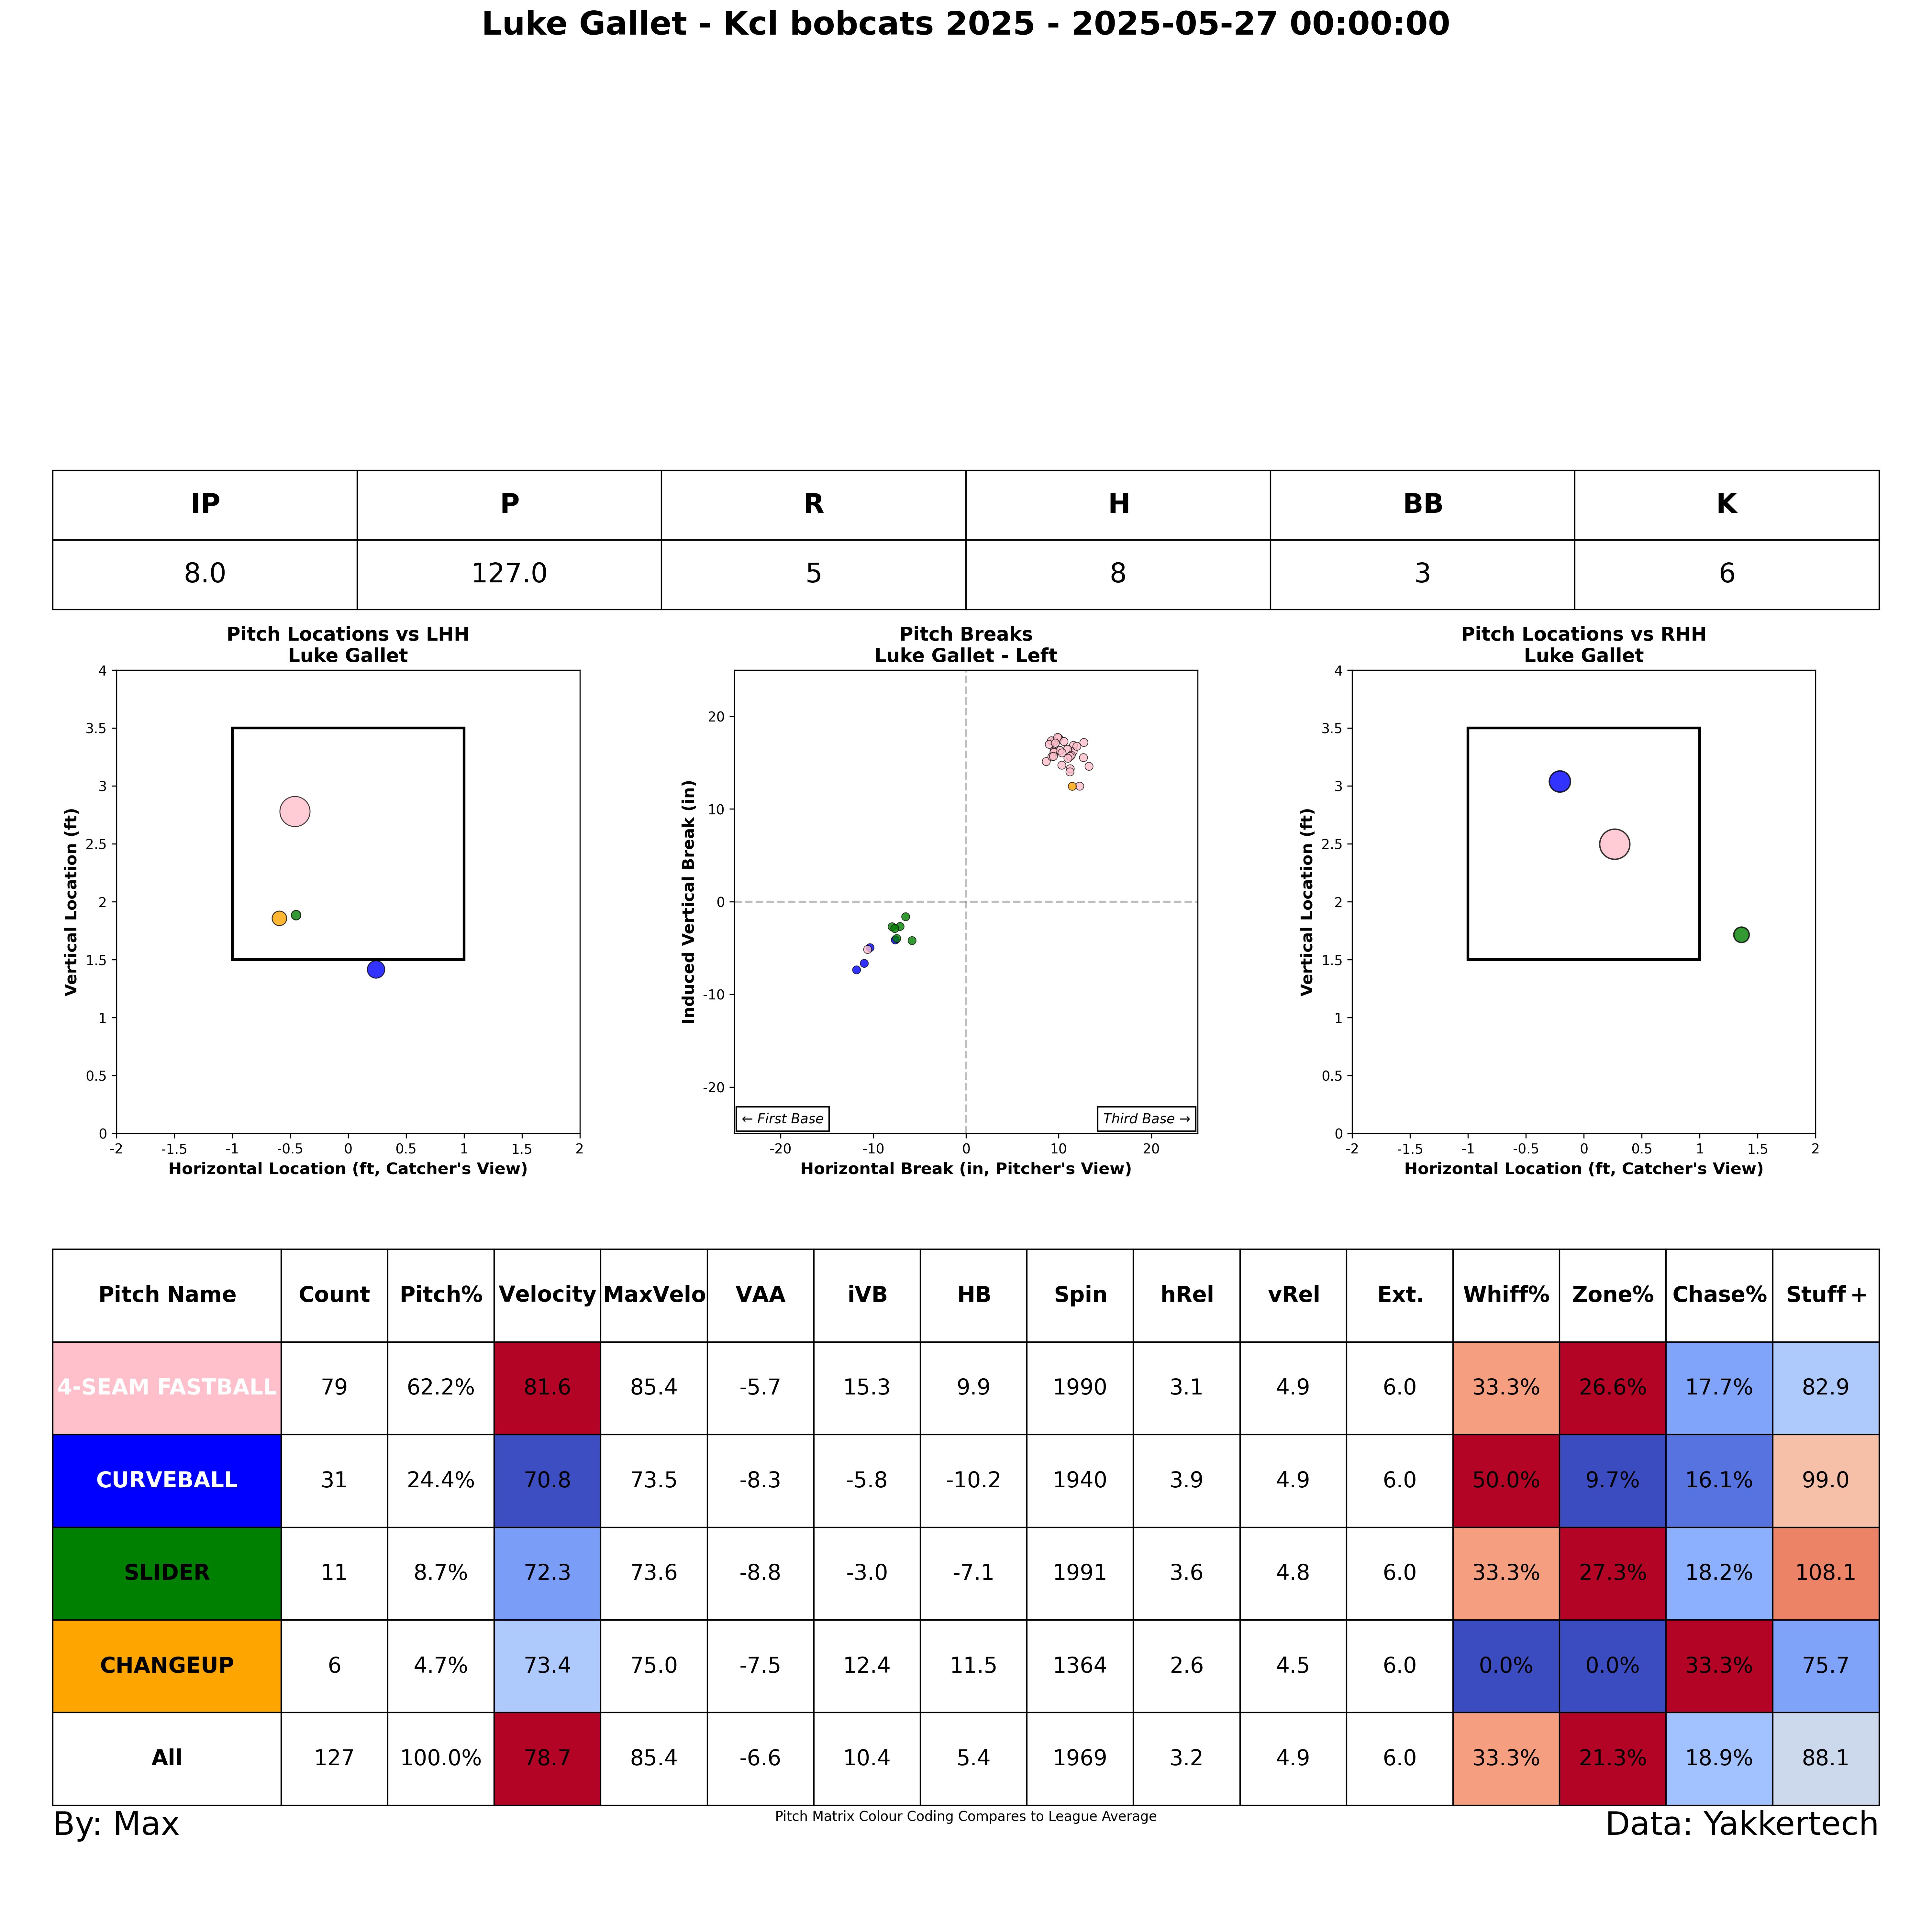 Luke Gallet - Kcl bobcats 2025 - 2025-05-27 00:00:00
IP P R H BB K
8.0 127.0 5 8 3 6
Pitch Locations vs LHH
Luke Gallet
4
3.5
3
2.5
2
1.5
1
0.5
0
-2 -1.5 -1 -0.5 0 0.5 1 1.5 2
Vertical Location (ft)
Horizontal Location (ft, Catcher's View)
Pitch Breaks
Luke Gallet - Left
20
10
0
-10
-20
← First Base
Third Base →
-20 -10 0 10 20
Induced Vertical Break (in)
Horizontal Break (in, Pitcher's View)
Pitch Locations vs RHH
Luke Gallet
4
3.5
3
2.5
2
1.5
1
0.5
0
-2 -1.5 -1 -0.5 0 0.5 1 1.5 2
Vertical Location (ft)
Horizontal Location (ft, Catcher's View)
Pitch Name Count Pitch% Velocity MaxVelo VAA iVB HB Spin hRel vRel Ext. Whiff% Zone% Chase% Stuff+
4-SEAM FASTBALL 79 62.2% 81.6 85.4 -5.7 15.3 9.9 1990 3.1 4.9 6.0 33.3% 26.6% 17.7% 82.9
CURVEBALL 31 24.4% 70.8 73.5 -8.3 -5.8 -10.2 1940 3.9 4.9 6.0 50.0% 9.7% 16.1% 99.0
SLIDER 11 8.7% 72.3 73.6 -8.8 -3.0 -7.1 1991 3.6 4.8 6.0 33.3% 27.3% 18.2% 108.1
CHANGEUP 6 4.7% 73.4 75.0 -7.5 12.4 11.5 1364 2.6 4.5 6.0 0.0% 0.0% 33.3% 75.7
All 127 100.0% 78.7 85.4 -6.6 10.4 5.4 1969 3.2 4.9 6.0 33.3% 21.3% 18.9% 88.1
By: Max
Pitch Matrix Colour Coding Compares to League Average
Data: Yakkertech